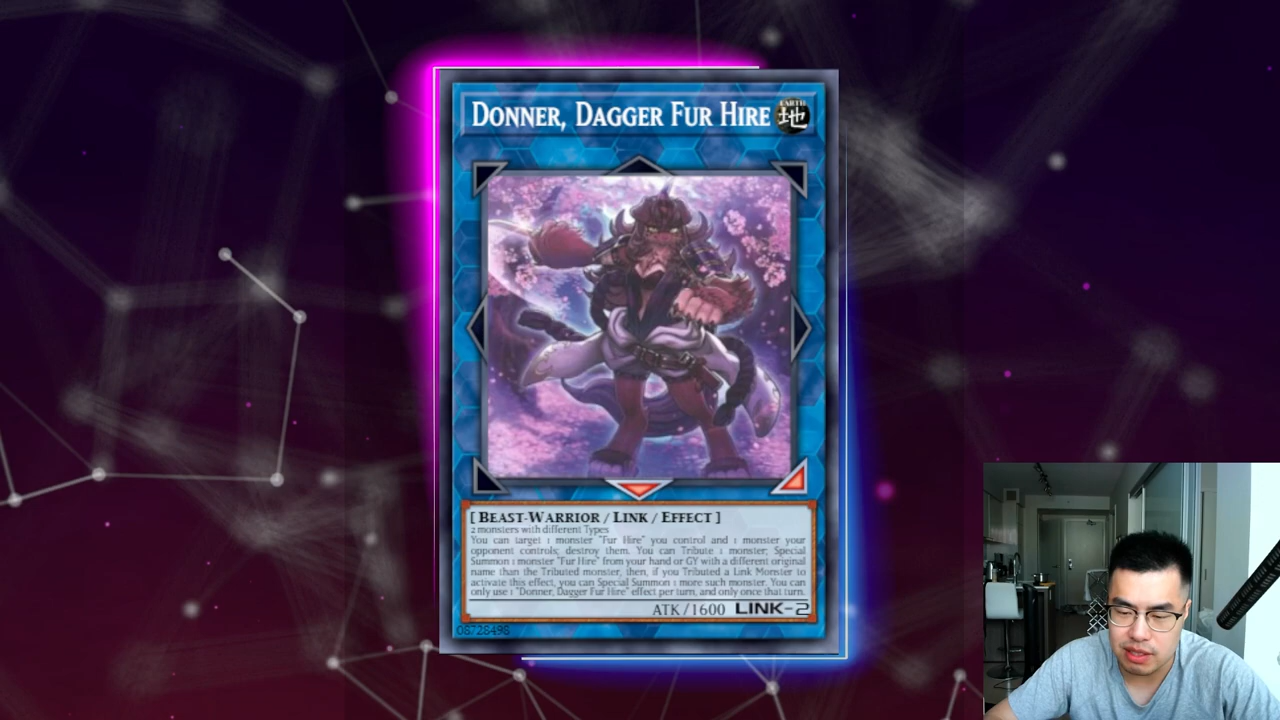 DONNER, DAGGER FUR HIRE
EARTH
地
[ BEAST-WARRIOR / LINK / EFFECT ]
2 monsters with different Types
You can target 1 monster "Fur Hire" you control and 1 monster your
opponent controls; destroy them. You can Tribute 1 monster; Special
Summon 1 monster "Fur Hire" from your hand or GY with a different original
name than the Tributed monster, then, if you Tributed a Link Monster to
activate this effect, you can Special Summon 1 more such monster. You can
only use 1 "Donner, Dagger Fur Hire" effect per turn, and only once that turn.
ATK/1600 LINK-2
08728498